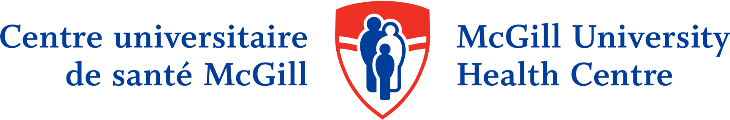 Centre universitaire
de santé McGill
McGill University
Health Centre